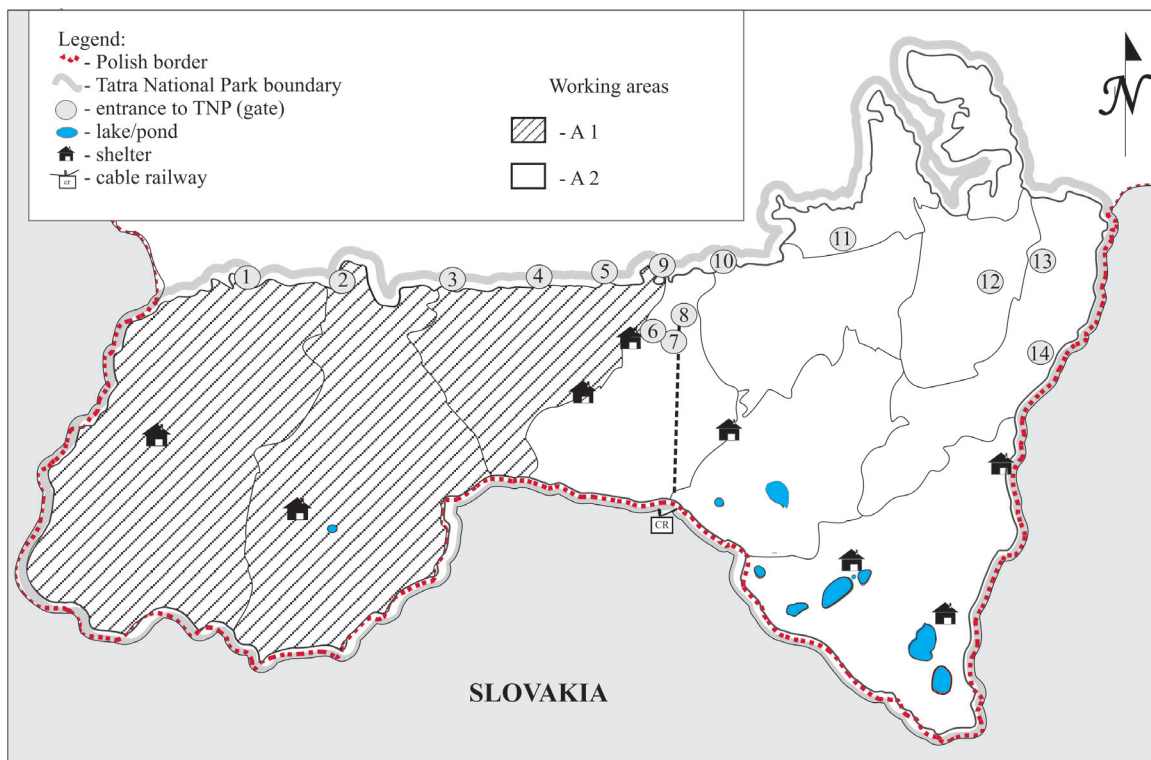 Legend:
- Polish border
- Tatra National Park boundary
- entrance to TNP (gate)
- lake/pond
- shelter
cr - cable railway
Working areas
- A 1
- A 2
N
1
2
3
4
5
9
10
11
12
13
6
8
7
14
CR
SLOVAKIA